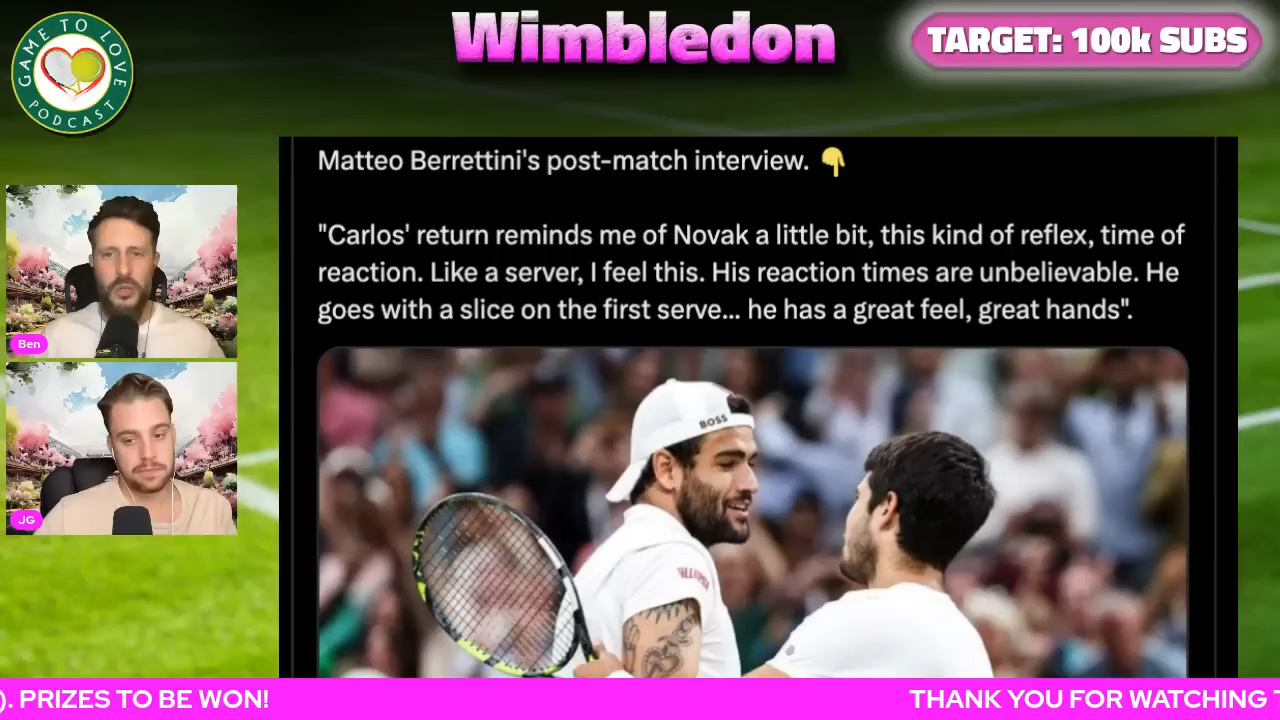 GAME TO LOVE
PODCAST
Wimbledon
TARGET: 100k SUBS
Matteo Berrettini's post-match interview. 👇
"Carlos' return reminds me of Novak a little bit, this kind of reflex, time of
reaction. Like a server, I feel this. His reaction times are unbelievable. He
goes with a slice on the first serve... he has a great feel, great hands".
Ben
JG
BOSS
). PRIZES TO BE WON!
THANK YOU FOR WATCHING